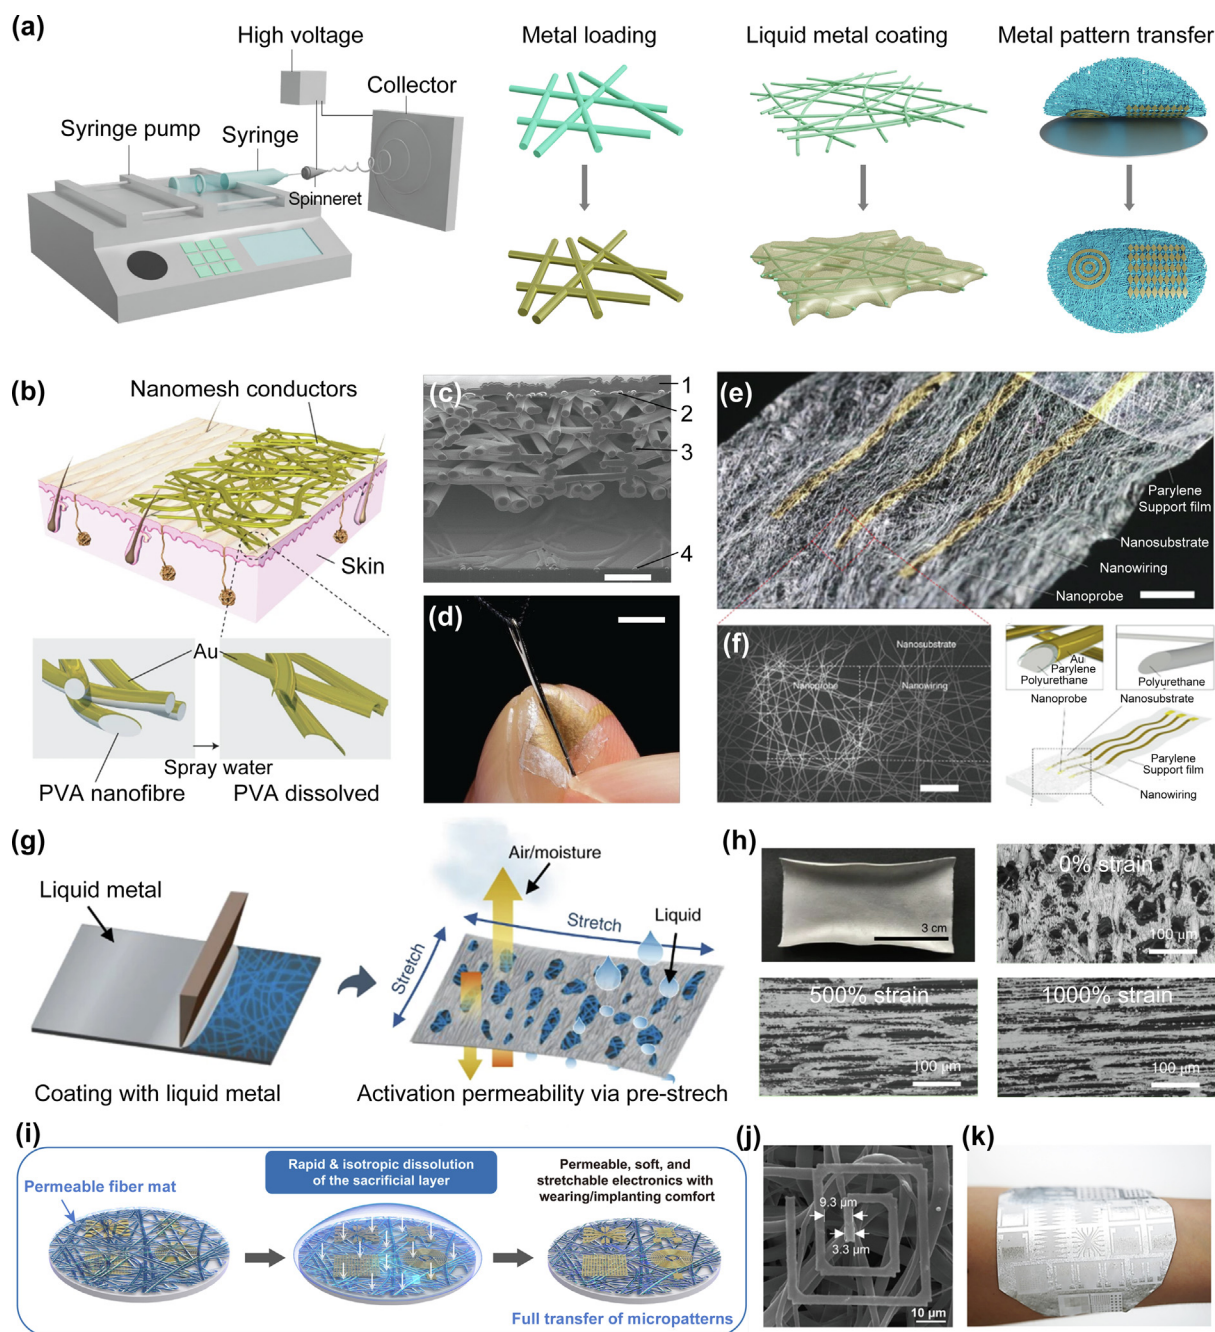 (a)
High voltage
Collector
Syringe pump
Syringe
Spinneret
Metal loading
Liquid metal coating
Metal pattern transfer
(b)
Nanomesh conductors
Skin
Au
Spray water
PVA nanofibre
PVA dissolved
(c)
1
2
3
4
(d)
(e)
Parylene
Support film
Nanosubstrate
Nanowiring
Nanoprobe
(f)
Nanosubstrate
Nanoprobe
Nanowiring
Au
Parylene
Polyurethane
Polyurethane
Nanoprobe
Nanosubstrate
Parylene
Support film
Nanowiring
(g)
Liquid metal
Coating with liquid metal
Air/moisture
Stretch
Liquid
Stretch
Activation permeability via pre-strech
(h)
3 cm
0% strain
100 µm
500% strain
100 µm
1000% strain
100 µm
(i)
Permeable fiber mat
Rapid & isotropic dissolution
of the sacrificial layer
Permeable, soft, and
stretchable electronics with
wearing/implanting comfort
Full transfer of micropatterns
(j)
9.3 µm
3.3 µm
10 µm
(k)